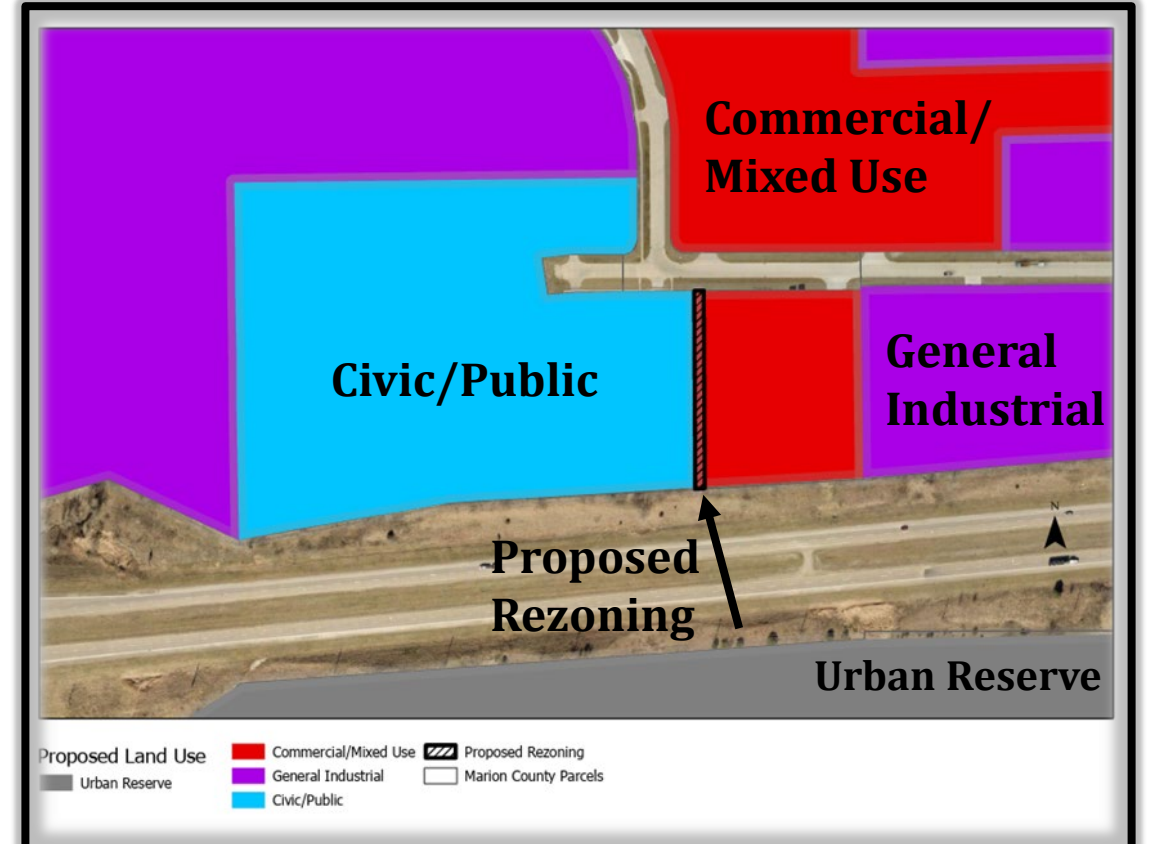 Commercial/
Mixed Use
General
Industrial
Civic/Public
N
Proposed
Rezoning
Urban Reserve
Proposed Land Use
Urban Reserve
Commercial/Mixed Use
General Industrial
Civic/Public
Proposed Rezoning
Marion County Parcels